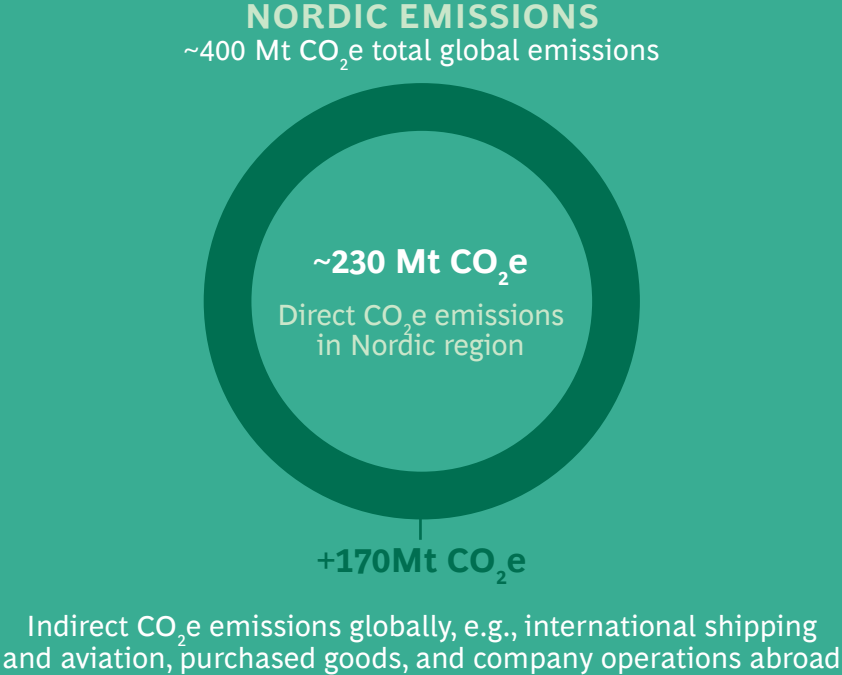 NORDIC EMISSIONS
~400 Mt CO₂e total global emissions
~230 Mt CO₂e
Direct CO₂e emissions
in Nordic region
+170Mt CO₂e
Indirect CO₂e emissions globally, e.g., international shipping
and aviation, purchased goods, and company operations abroad